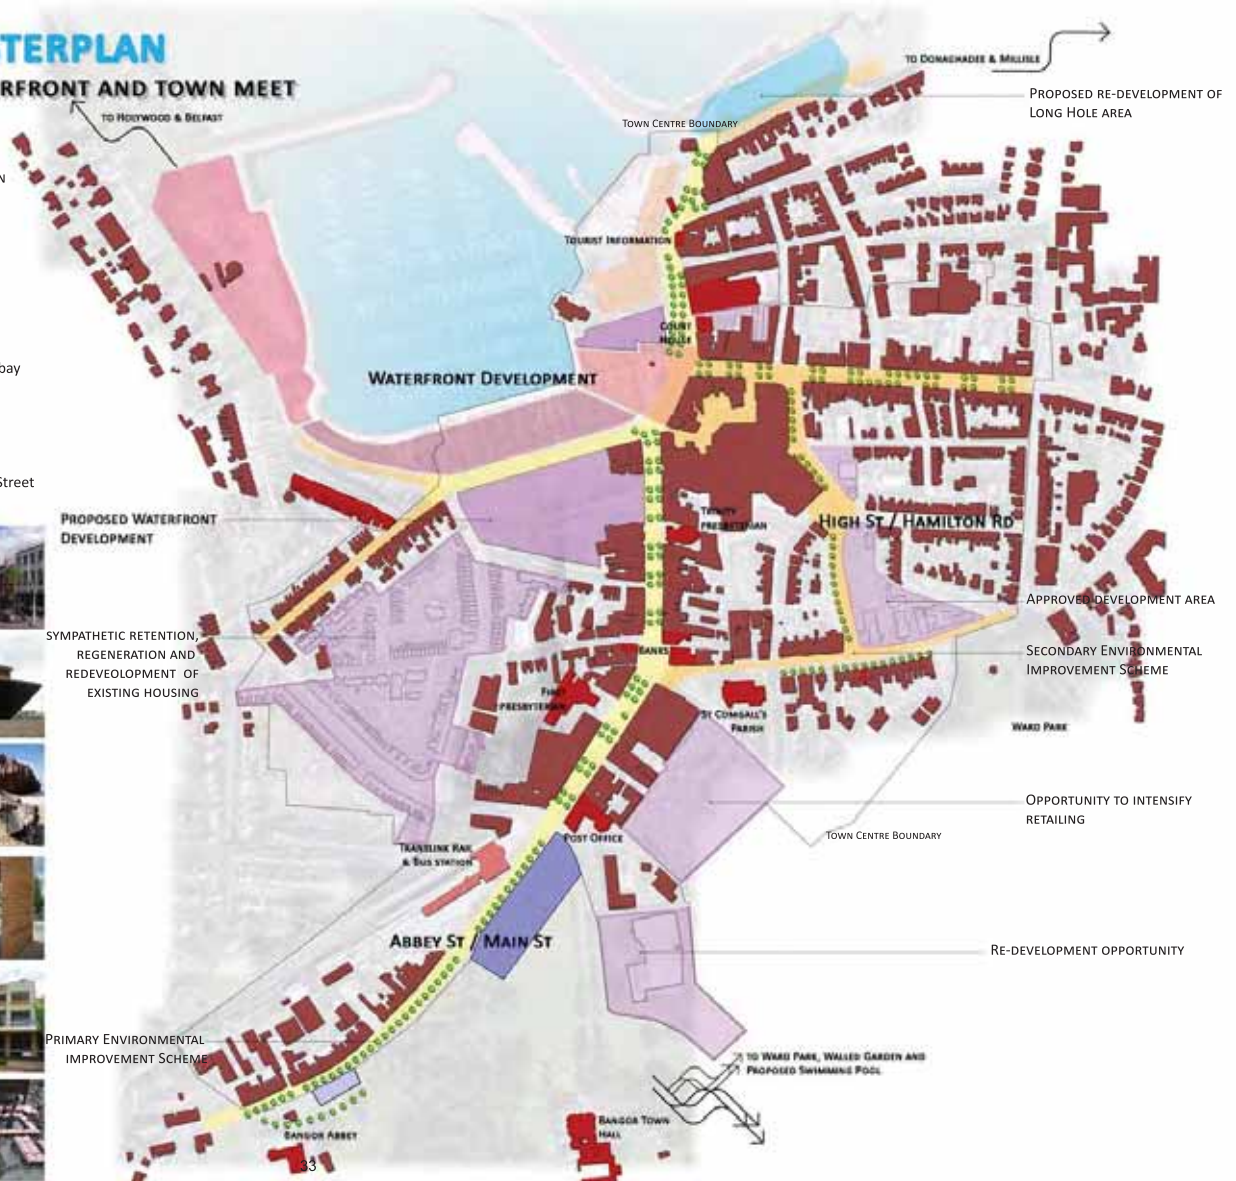 TERPLAN
RFRONT AND TOWN MEET
TO HOLYWOOD & BELFAST
TO DONAGHADEE & MILLISLE
PROPOSED RE-DEVELOPMENT OF
LONG HOLE AREA
TOWN CENTRE BOUNDARY
N
TOURIST INFORMATION
COURT
HOUSE
bay
WATERFRONT DEVELOPMENT
Street
PROPOSED WATERFRONT
DEVELOPMENT
TRINITY
PRESBYTERIAN
HIGH ST / HAMILTON RD
APPROVED DEVELOPMENT AREA
SYMPATHETIC RETENTION,
REGENERATION AND
REDEVEOLOPMENT OF
EXISTING HOUSING
BANKS
SECONDARY ENVIRONMENTAL
IMPROVEMENT SCHEME
FIRST
PRESBYTERIAN
ST COMGALL'S
PARISH
WARD PARK
OPPORTUNITY TO INTENSIFY
RETAILING
TOWN CENTRE BOUNDARY
POST OFFICE
TRANSLINK RAIL
& BUS STATION
ABBEY ST / MAIN ST
RE-DEVELOPMENT OPPORTUNITY
PRIMARY ENVIRONMENTAL
IMPROVEMENT SCHEME
TO WARD PARK, WALLED GARDEN AND
PROPOSED SWIMMING POOL
BANGOR TOWN
HALL
BANGOR ABBEY
33